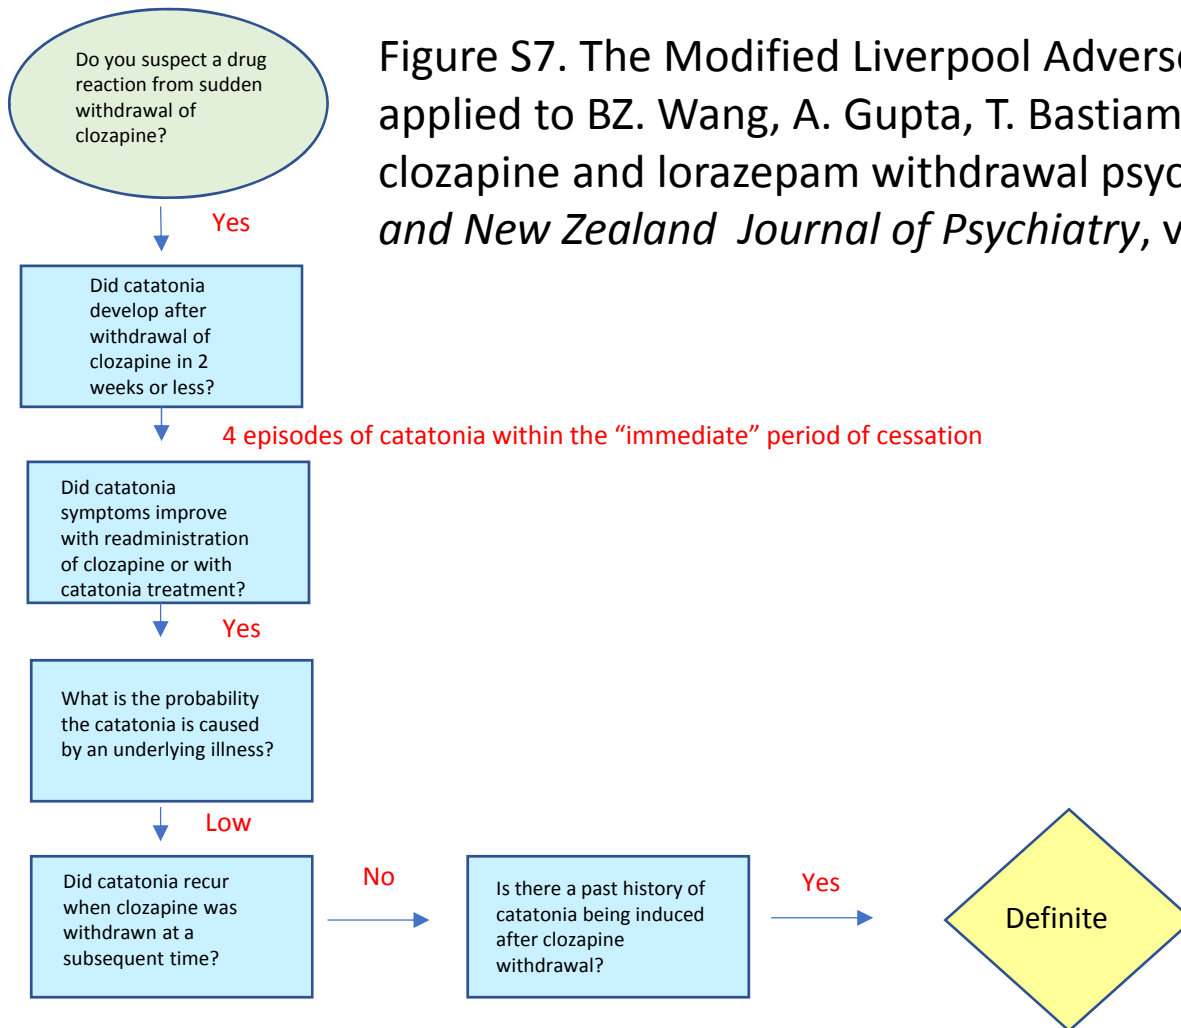 Do you suspect a drug
reaction from sudden
withdrawal of
clozapine?
Figure S7. The Modified Liverpool Adverse
applied to BZ. Wang, A. Gupta, T. Bastiam
clozapine and lorazepam withdrawal psyc
and New Zealand Journal of Psychiatry, v
Yes
Did catatonia
develop after
withdrawal of
clozapine in 2
weeks or less?
4 episodes of catatonia within the “immediate” period of cessation
Did catatonia
symptoms improve
with readministration
of clozapine or with
catatonia treatment?
Yes
What is the probability
the catatonia is caused
by an underlying illness?
Low
Did catatonia recur
when clozapine was
withdrawn at a
subsequent time?
No
Is there a past history of
catatonia being induced
after clozapine
withdrawal?
Yes
Definite